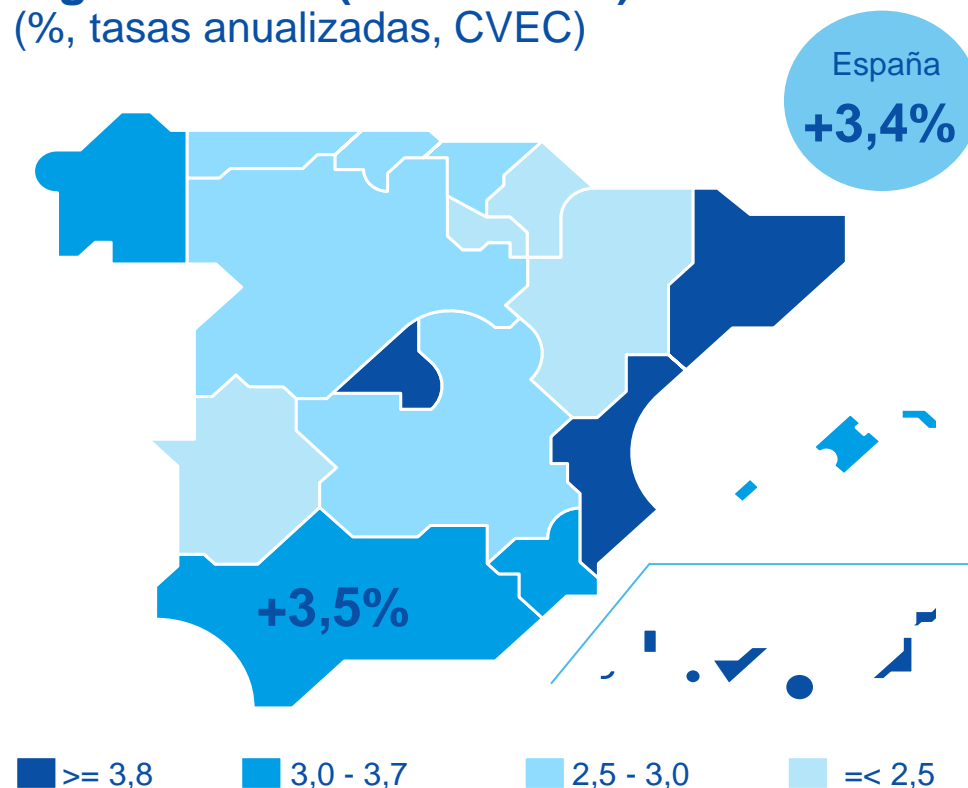 (%, tasas anualizadas, CVEC)
España
+3,4%
+3,5%
>= 3,8
3,0 - 3,7
2,5 - 3,0
=< 2,5